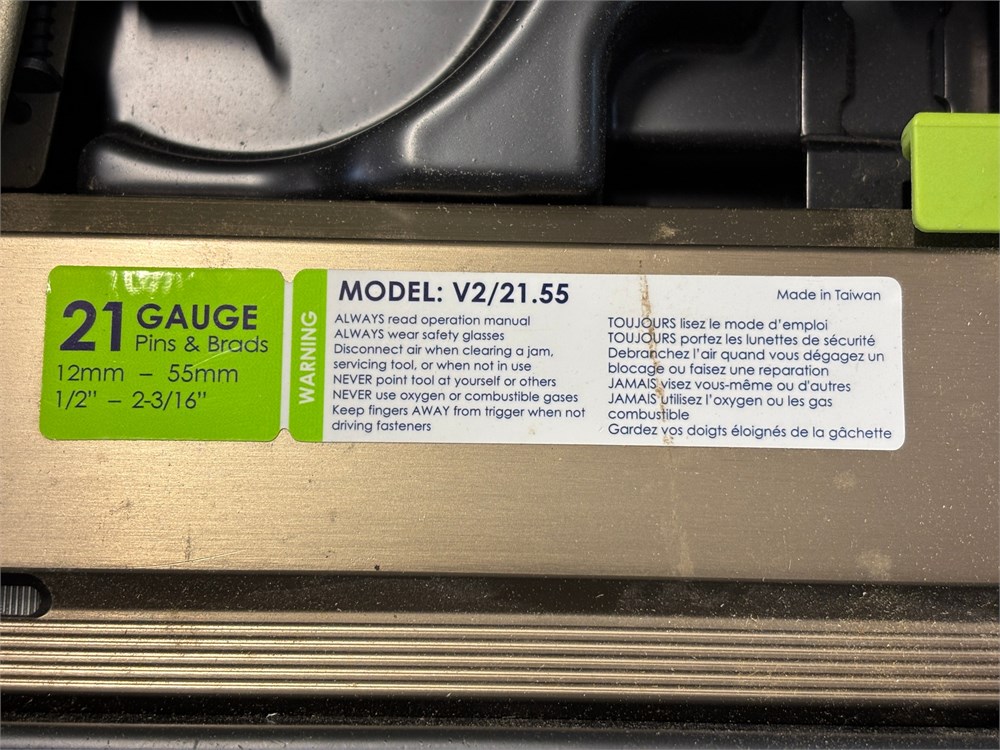 21 GAUGE
Pins & Brads
12mm – 55mm
1/2" – 2-3/16"
WARNING
MODEL: V2/21.55
ALWAYS read operation manual
ALWAYS wear safety glasses
Disconnect air when clearing a jam,
servicing tool, or when not in use
NEVER point tool at yourself or others
NEVER use oxygen or combustible gases
Keep fingers AWAY from trigger when not
driving fasteners
Made in Taiwan
TOUJOURS lisez le mode d'emploi
TOUJOURS portez les lunettes de sécurité
Debranchez l'air quand vous dégagez un
blocage ou faisez une reparation
JAMAIS visez vous-même ou d'autres
JAMAIS utilisez l'oxygen ou les gas
combustible
Gardez vos doigts éloignés de la gâchette